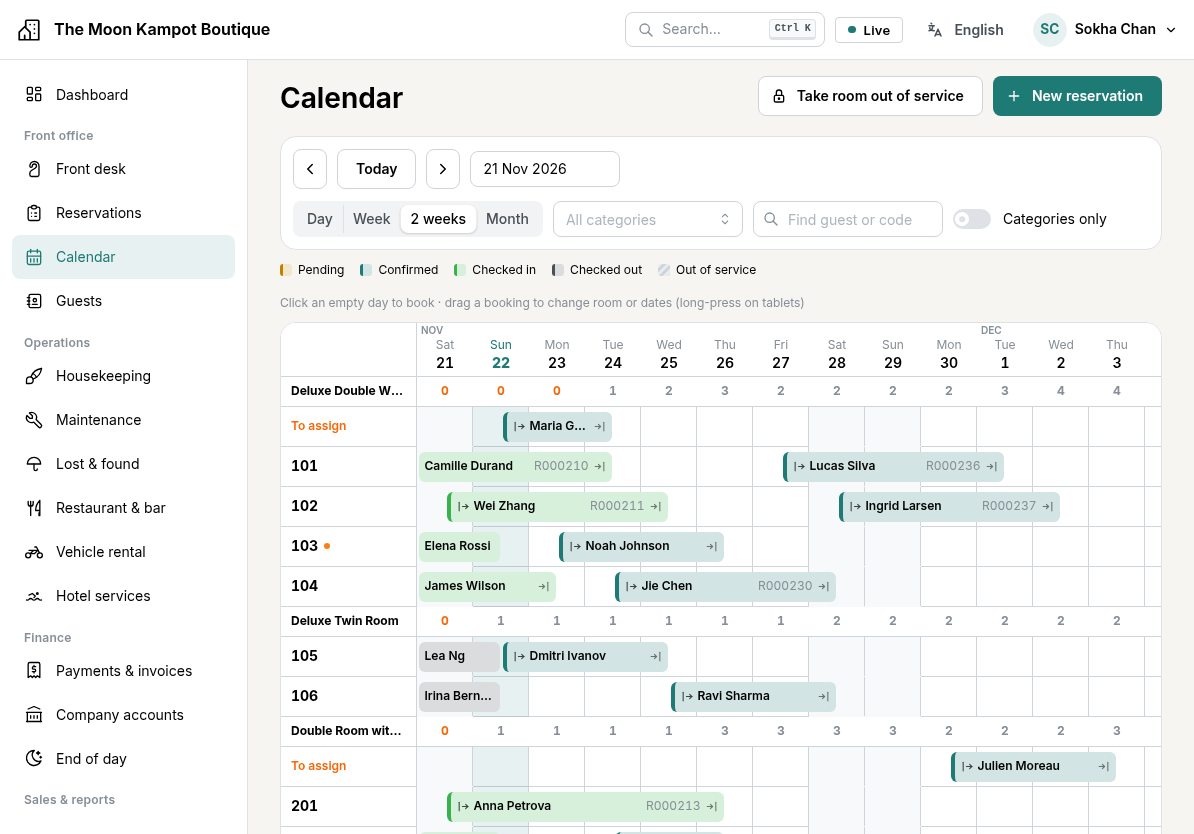 The Moon Kampot Boutique
Search...
Ctrl K
Live
English
SC
Sokha Chan
Dashboard
Front office
Front desk
Reservations
Calendar
Guests
Operations
Housekeeping
Maintenance
Lost & found
Restaurant & bar
Vehicle rental
Hotel services
Finance
Payments & invoices
Company accounts
End of day
Sales & reports
Calendar
Take room out of service
New reservation
Today
21 Nov 2026
Day Week 2 weeks Month
All categories
Find guest or code
Categories only
Pending Confirmed Checked in Checked out Out of service
Click an empty day to book · drag a booking to change room or dates (long-press on tablets)
NOV DEC
Sat Sun Mon Tue Wed Thu Fri Sat Sun Mon Tue Wed Thu
21 22 23 24 25 26 27 28 29 30 1 2 3
Deluxe Double W... 0 0 0 1 2 3 2 2 2 2 3 4 4
To assign Maria G...
101 Camille Durand R000210 Lucas Silva R000236
102 Wei Zhang R000211 Ingrid Larsen R000237
103 Elena Rossi Noah Johnson
104 James Wilson Jie Chen R000230
Deluxe Twin Room 0 1 1 1 1 1 1 2 2 2 2 2 2
105 Lea Ng Dmitri Ivanov
106 Irina Bern... Ravi Sharma
Double Room wit... 0 1 1 1 1 3 3 3 3 2 2 2 3
To assign Julien Moreau
201 Anna Petrova R000213